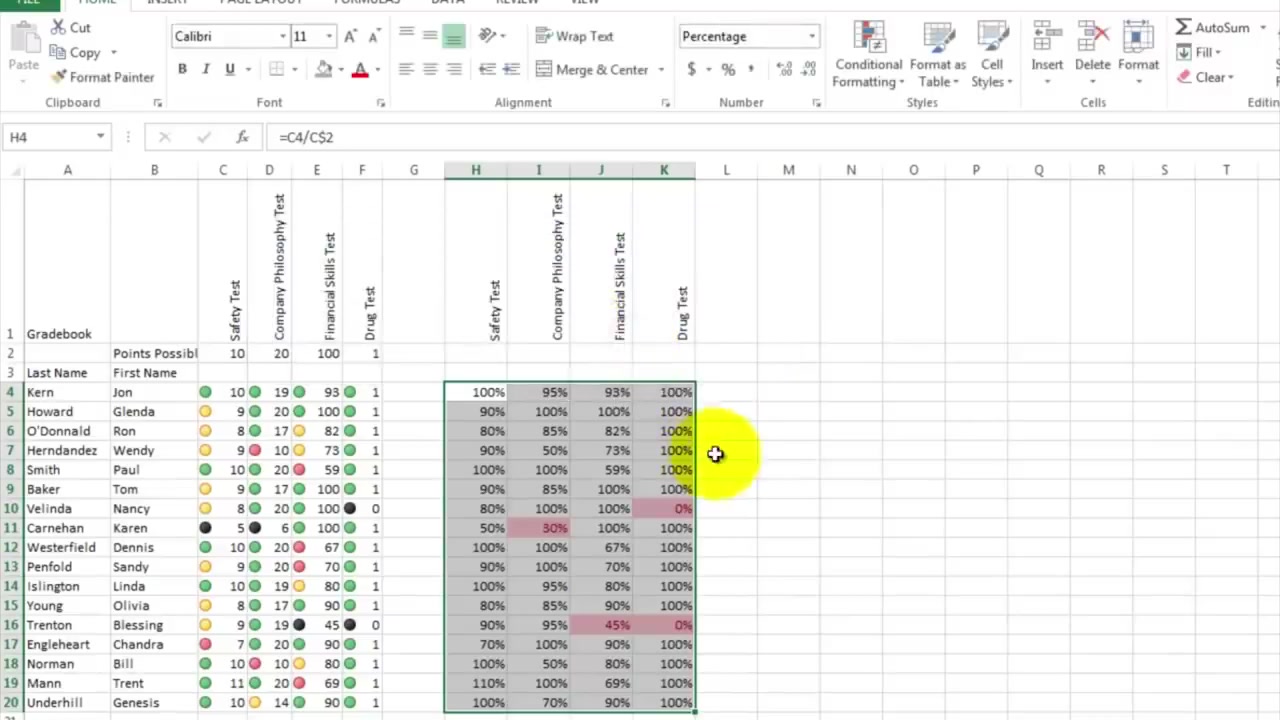 FILE HOME INSERT PAGE LAYOUT FORMULAS DATA REVIEW VIEW
Paste
Cut
Copy
Format Painter
Clipboard
Calibri 11 A A
B I U A
Font
Wrap Text
Merge & Center
Alignment
Percentage
$ % ,
Number
Conditional Formatting
Format as Table
Cell Styles
Styles
Insert Delete Format
Cells
AutoSum
Fill
Clear
H4 fx =C4/C$2
A B C D E F G H I J K L M N O P Q R S T
1 Gradebook Safety Test Company Philosophy Test Financial Skills Test Drug Test Safety Test Company Philosophy Test Financial Skills Test Drug Test
2 Points Possibl 10 20 100 1
3 Last Name First Name
4 Kern Jon 10 19 93 1 100% 95% 93% 100%
5 Howard Glenda 9 20 100 1 90% 100% 100% 100%
6 O'Donnald Ron 8 17 82 1 80% 85% 82% 100%
7 Herndandez Wendy 9 10 73 1 90% 50% 73% 100%
8 Smith Paul 10 20 59 1 100% 100% 59% 100%
9 Baker Tom 9 17 100 1 90% 85% 100% 100%
10 Velinda Nancy 8 20 100 0 80% 100% 100% 0%
11 Carnehan Karen 5 6 100 1 50% 30% 100% 100%
12 Westerfield Dennis 10 20 67 1 100% 100% 67% 100%
13 Penfold Sandy 9 20 70 1 90% 100% 70% 100%
14 Islington Linda 10 19 80 1 100% 95% 80% 100%
15 Young Olivia 8 17 90 1 80% 85% 90% 100%
16 Trenton Blessing 9 19 45 0 90% 95% 45% 0%
17 Engleheart Chandra 7 20 90 1 70% 100% 90% 100%
18 Norman Bill 10 10 80 1 100% 50% 80% 100%
19 Mann Trent 11 20 69 1 110% 100% 69% 100%
20 Underhill Genesis 10 14 90 1 100% 70% 90% 100%